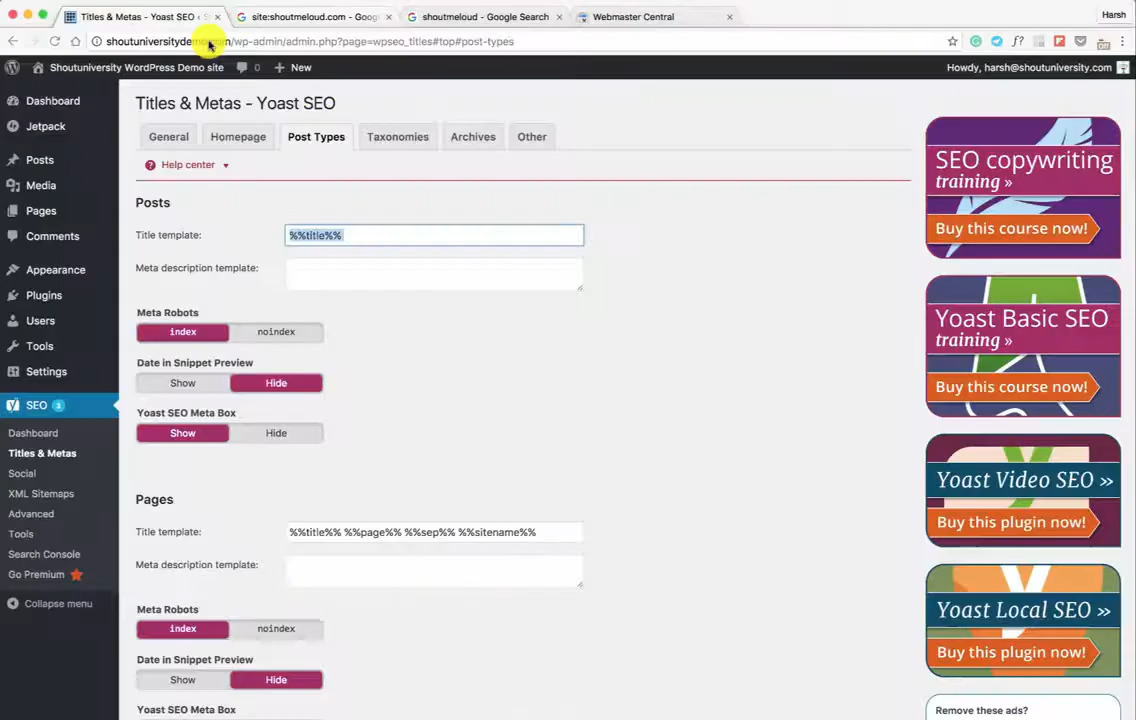 Titles & Metas - Yoast SEO ‹
site:shoutmeloud.com - Goog
shoutmeloud - Google Search
Webmaster Central
Harsh
/wp-admin/admin.php?page=wpseo_titles#top#post-types
Shoutuniversity WordPress Demo site
0
New
Howdy, harsh@shoutuniversity.com
Dashboard
Jetpack
Posts
Media
Pages
Comments
Appearance
Plugins
Users
Tools
Settings
SEO 3
Dashboard
Titles & Metas
Social
XML Sitemaps
Advanced
Tools
Search Console
Go Premium
Collapse menu
Titles & Metas - Yoast SEO
General
Homepage
Post Types
Taxonomies
Archives
Other
Help center
Posts
Title template:
%%title%%
Meta description template:
Meta Robots
index
noindex
Date in Snippet Preview
Show
Hide
Yoast SEO Meta Box
Show
Hide
Pages
Title template:
%%title%% %%page%% %%sep%% %%sitename%%
Meta description template:
Meta Robots
index
noindex
Date in Snippet Preview
Show
Hide
Yoast SEO Meta Box
SEO copywriting
training »
Buy this course now!
Yoast Basic SEO
training »
Buy this course now!
Yoast Video SEO »
Buy this plugin now!
Yoast Local SEO »
Buy this plugin now!
Remove these ads?